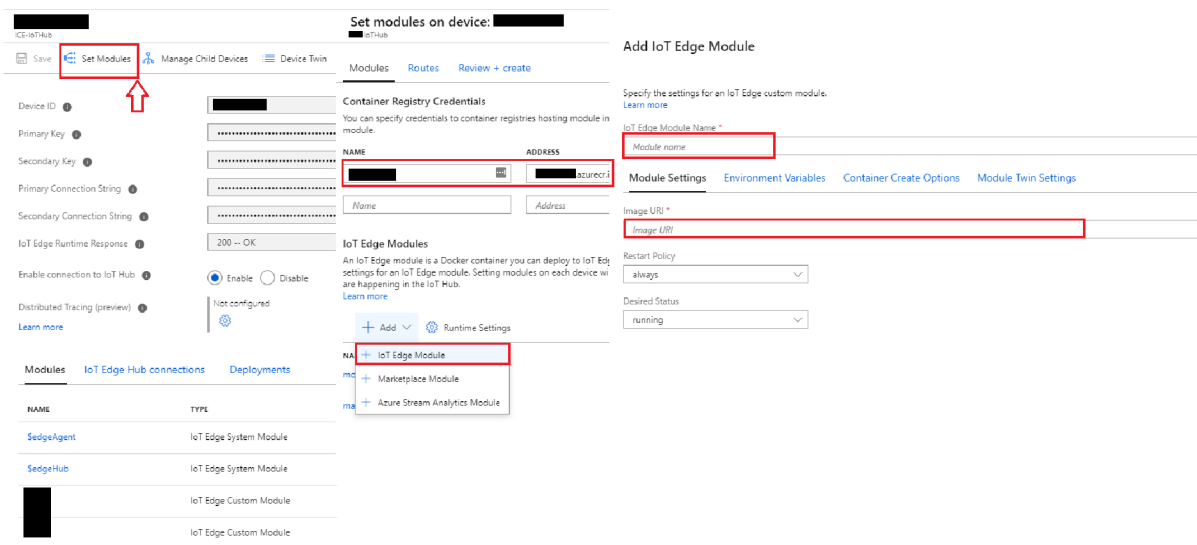 ICE-IoTHub
Save
Set Modules
Manage Child Devices
Device Twin
Device ID
Primary Key
Secondary Key
Primary Connection String
Secondary Connection String
IoT Edge Runtime Response
200 -- OK
Enable connection to IoT Hub
Enable
Disable
Distributed Tracing (preview)
Not configured
Learn more
Modules
IoT Edge Hub connections
Deployments
NAME
TYPE
$edgeAgent
IoT Edge System Module
$edgeHub
IoT Edge System Module
IoT Edge Custom Module
IoT Edge Custom Module
Set modules on device:
IoTHub
Modules
Routes
Review + create
Container Registry Credentials
You can specify credentials to container registries hosting module in
module.
NAME
ADDRESS
.azurecr.i
Name
Address
IoT Edge Modules
An IoT Edge module is a Docker container you can deploy to IoT Edg
settings for an IoT Edge module. Setting modules on each device wi
are happening in the IoT Hub.
Learn more
Add
Runtime Settings
NA
IoT Edge Module
mo
Marketplace Module
ma
Azure Stream Analytics Module
Add IoT Edge Module
Specify the settings for an IoT Edge custom module.
Learn more
IoT Edge Module Name *
Module name
Module Settings
Environment Variables
Container Create Options
Module Twin Settings
Image URI *
Image URI
Restart Policy
always
Desired Status
running